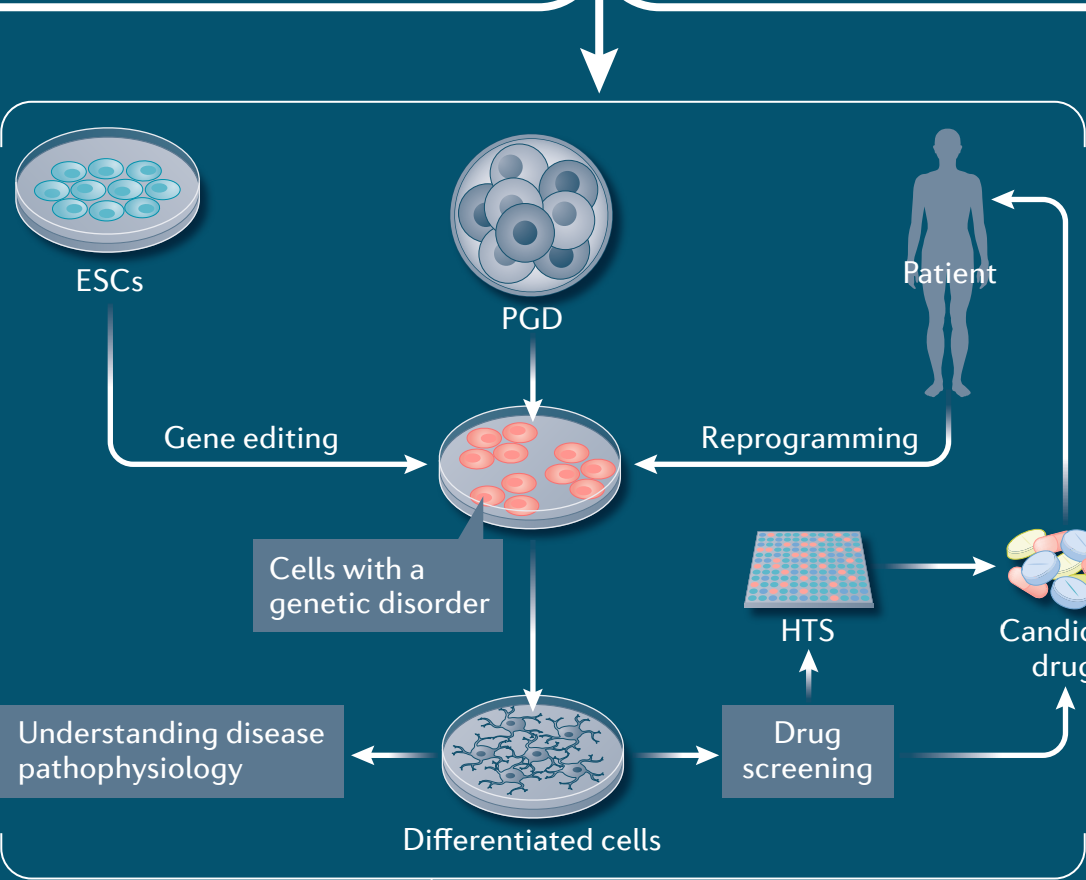 ESCs
PGD
Patient
Gene editing
Reprogramming
Cells with a
genetic disorder
HTS
Understanding disease
pathophysiology
Drug
screening
Differentiated cells